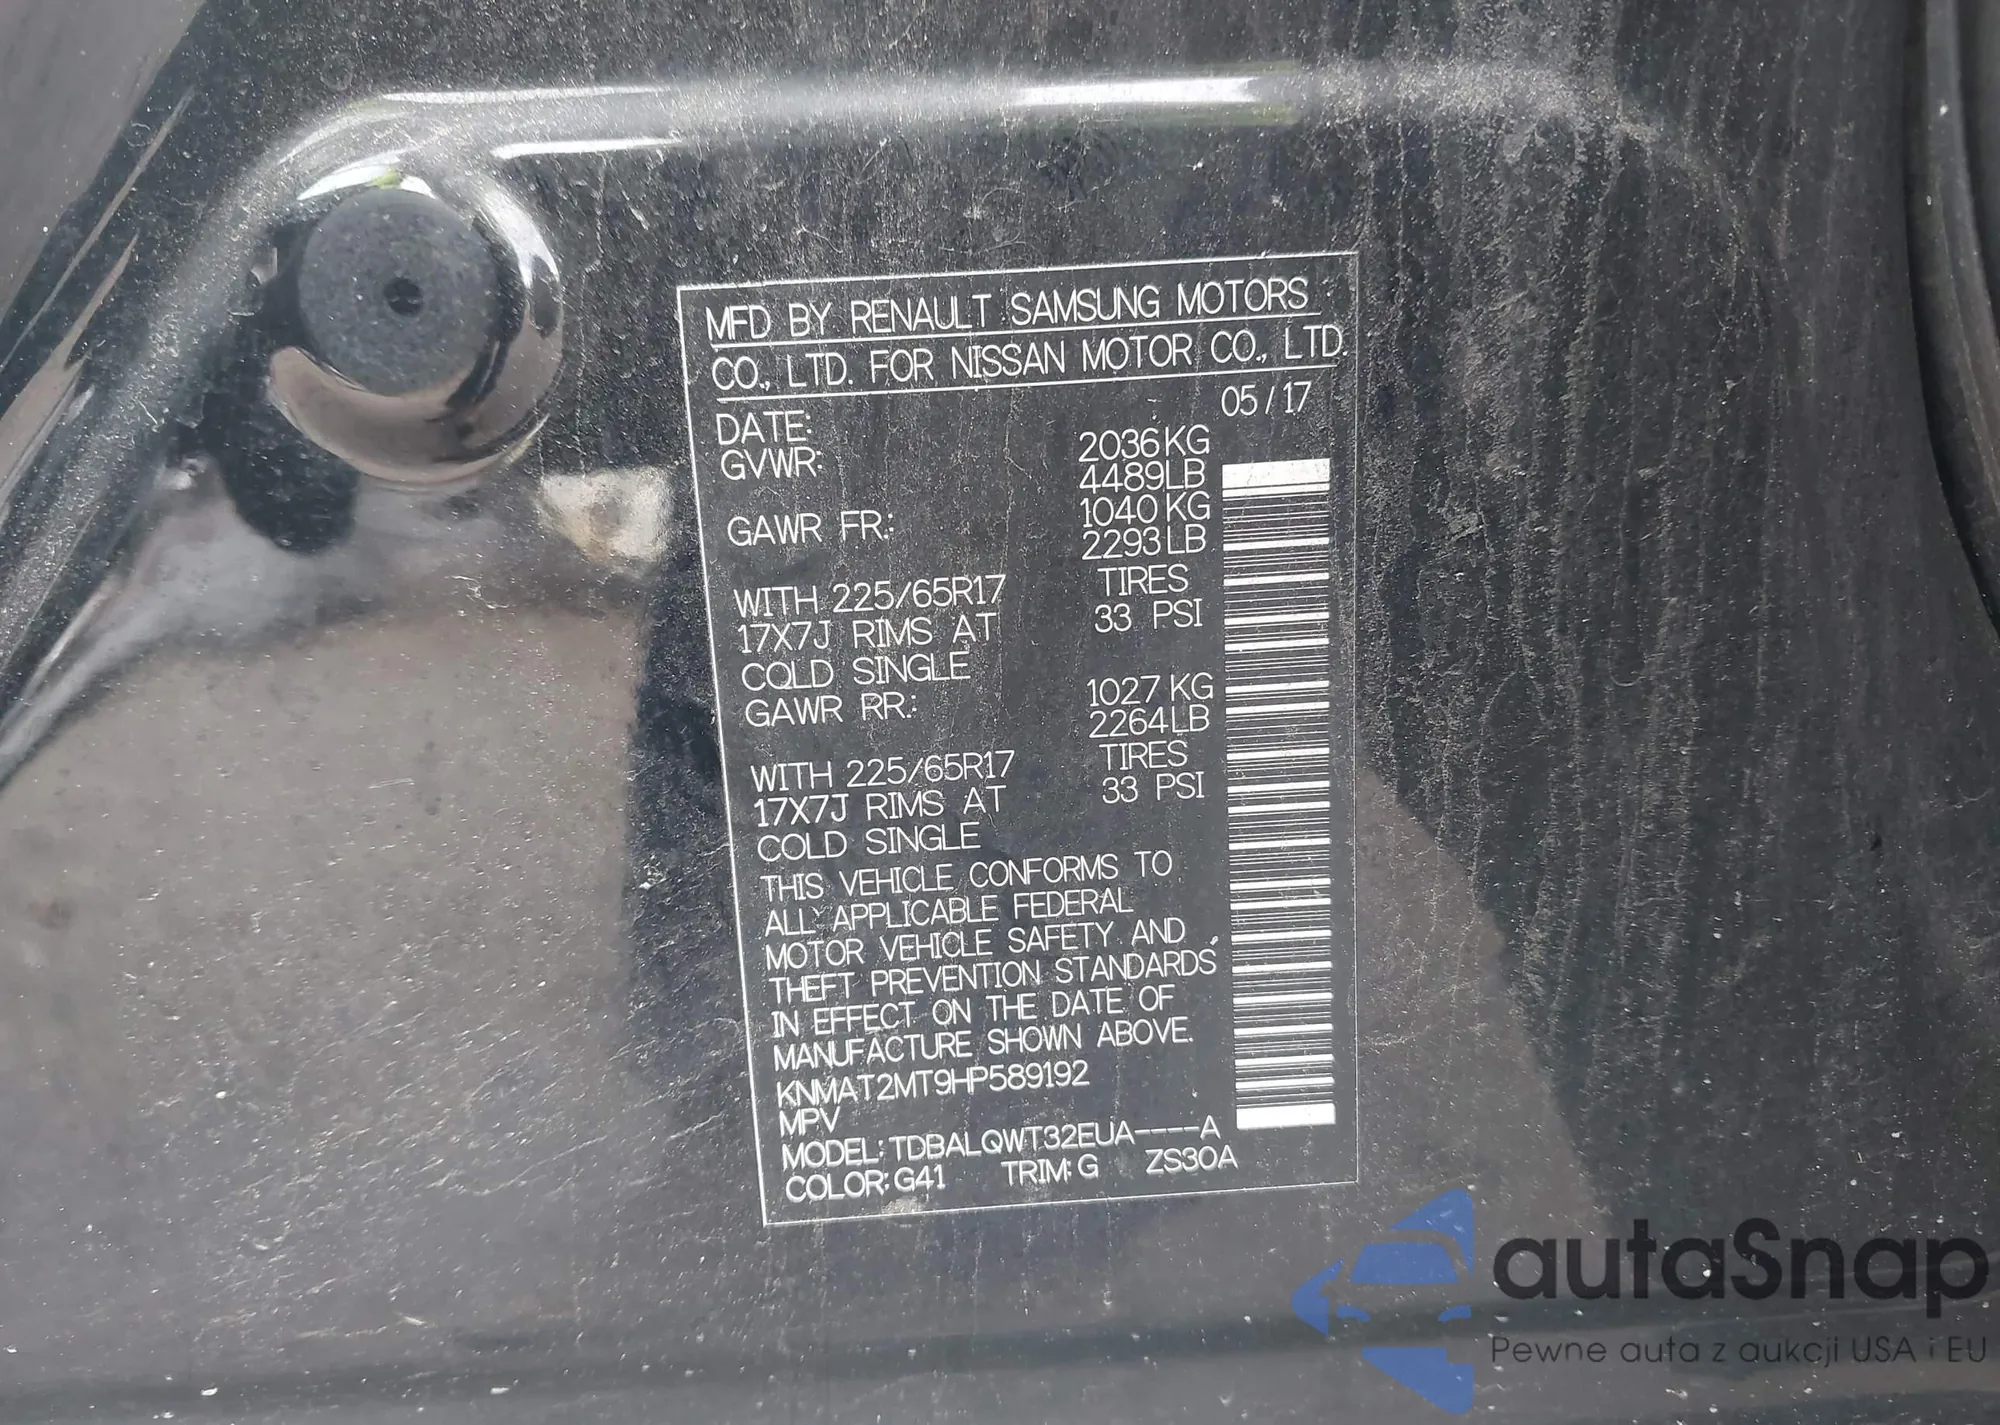 MFD BY RENAULT SAMSUNG MOTORS
CO., LTD. FOR NISSAN MOTOR CO., LTD.
DATE: 05/17
GVWR: 2036KG
4489LB
GAWR FR: 1040KG
2293LB
WITH 225/65R17 TIRES
17X7J RIMS AT 33 PSI
COLD SINGLE
GAWR RR: 1027KG
2264LB
WITH 225/65R17 TIRES
17X7J RIMS AT 33 PSI
COLD SINGLE
THIS VEHICLE CONFORMS TO
ALL APPLICABLE FEDERAL
MOTOR VEHICLE SAFETY AND
THEFT PREVENTION STANDARDS
IN EFFECT ON THE DATE OF
MANUFACTURE SHOWN ABOVE.
KNMAT2MT9HP589192
MPV
MODEL: TDBALQWT32EUA----A
COLOR: G41 TRIM: G ZS30A
autaSnap
Pewne auta z aukcji USA i EU